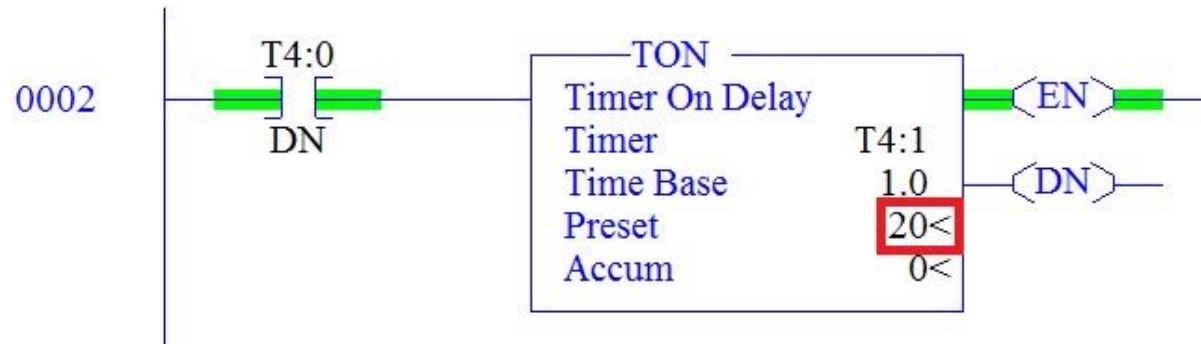 T4:0
TON
0002
Timer On Delay
EN
DN
Timer T4:1
Time Base 1.0
DN
Preset 20<
Accum 0<